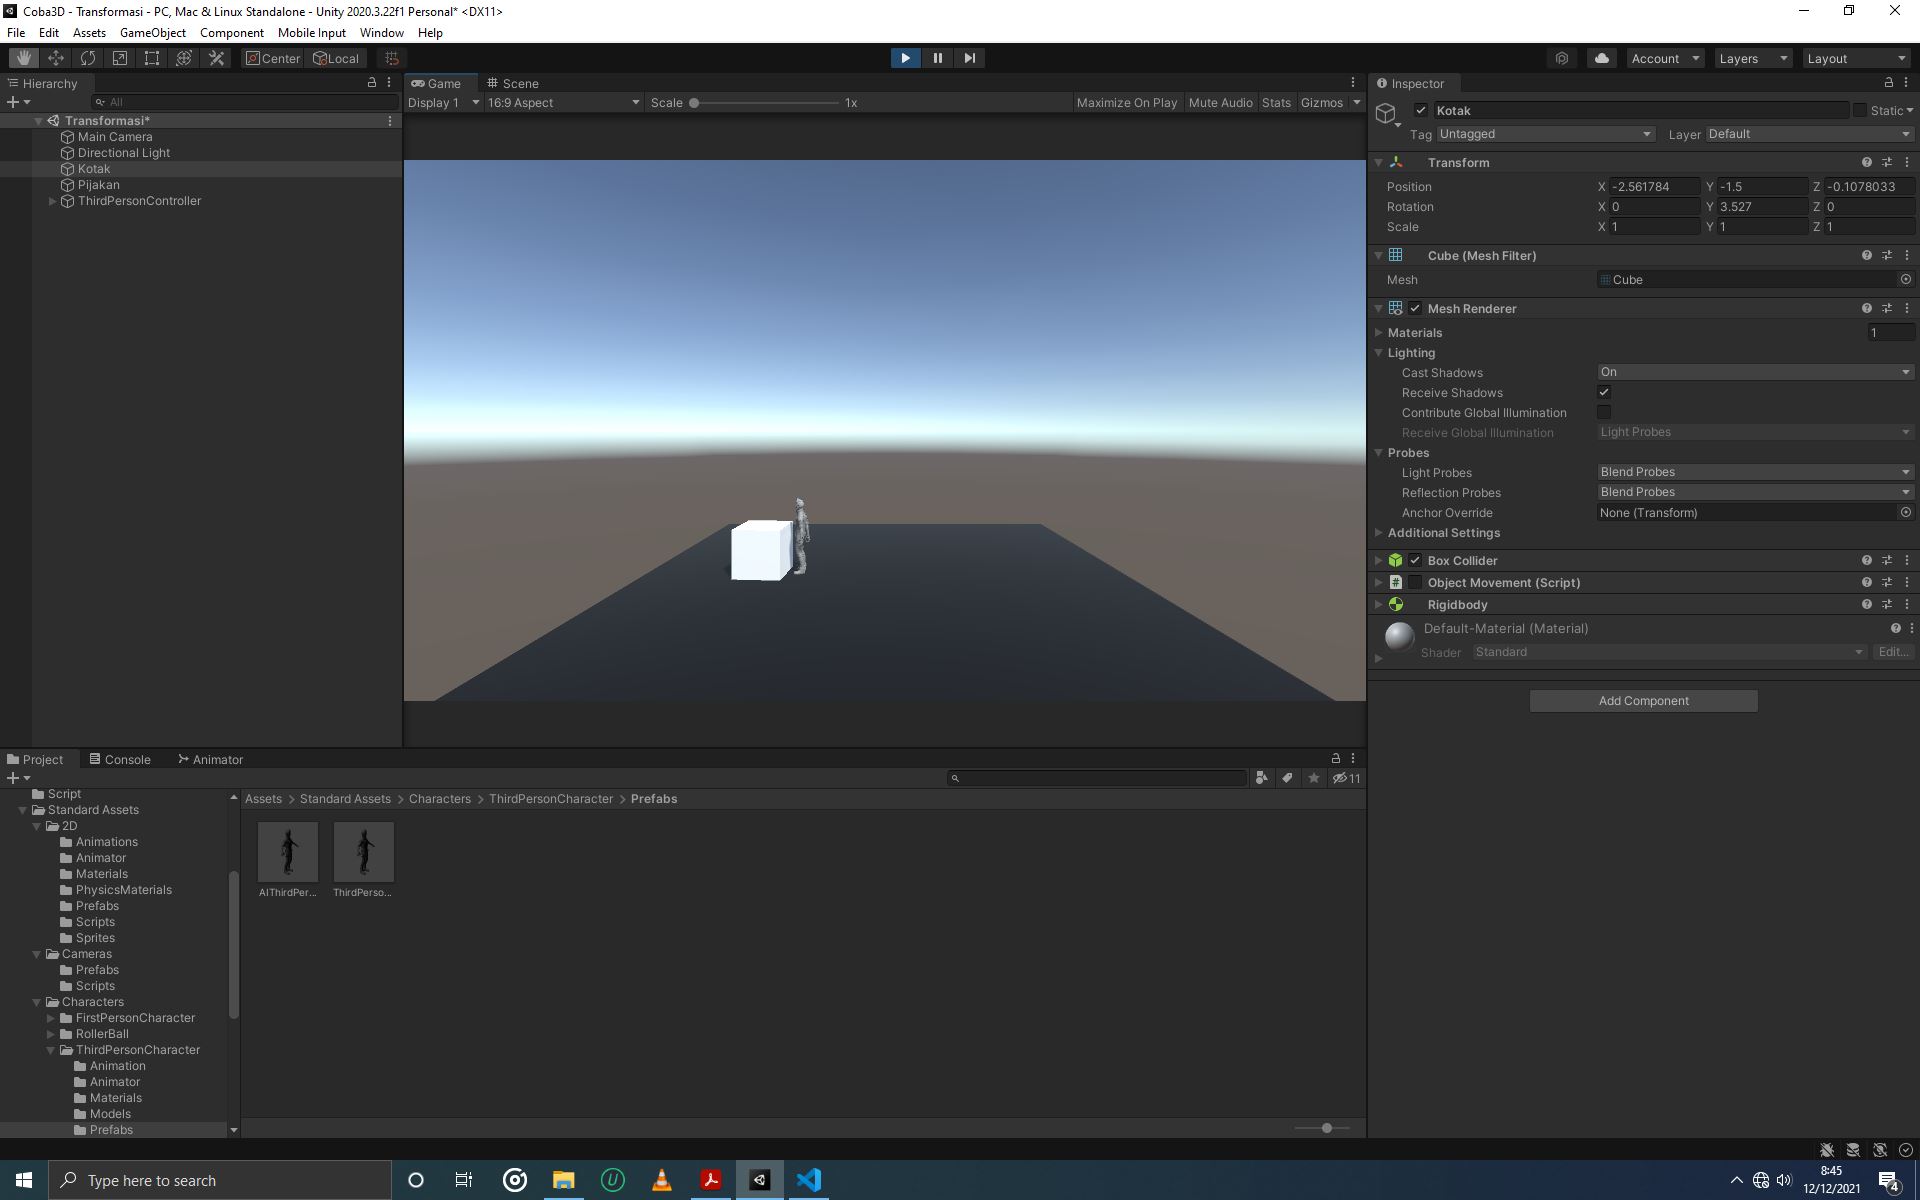 Coba3D - Transformasi - PC, Mac & Linux Standalone - Unity 2020.3.22f1 Personal* <DX11>
File Edit Assets GameObject Component Mobile Input Window Help
Center Local Account Layers Layout
Hierarchy
All
Transformasi*
Main Camera
Directional Light
Kotak
Pijakan
ThirdPersonController
Game Scene
Display 1 16:9 Aspect Scale 1x Maximize On Play Mute Audio Stats Gizmos
Inspector
Kotak Static
Tag Untagged Layer Default
Transform
Position X -2.561784 Y -1.5 Z -0.1078033
Rotation X 0 Y 3.527 Z 0
Scale X 1 Y 1 Z 1
Cube (Mesh Filter)
Mesh Cube
Mesh Renderer
Materials 1
Lighting
Cast Shadows On
Receive Shadows
Contribute Global Illumination
Receive Global Illumination Light Probes
Probes
Light Probes Blend Probes
Reflection Probes Blend Probes
Anchor Override None (Transform)
Additional Settings
Box Collider
# Object Movement (Script)
Rigidbody
Default-Material (Material)
Shader Standard Edit...
Add Component
Project Console Animator
11
Script
Standard Assets
2D
Animations
Animator
Materials
PhysicsMaterials
Prefabs
Scripts
Sprites
Cameras
Prefabs
Scripts
Characters
FirstPersonCharacter
RollerBall
ThirdPersonCharacter
Animation
Animator
Materials
Models
Prefabs
Assets > Standard Assets > Characters > ThirdPersonCharacter > Prefabs
AIThirdPer... ThirdPerso...
Type here to search
8:45
12/12/2021
4